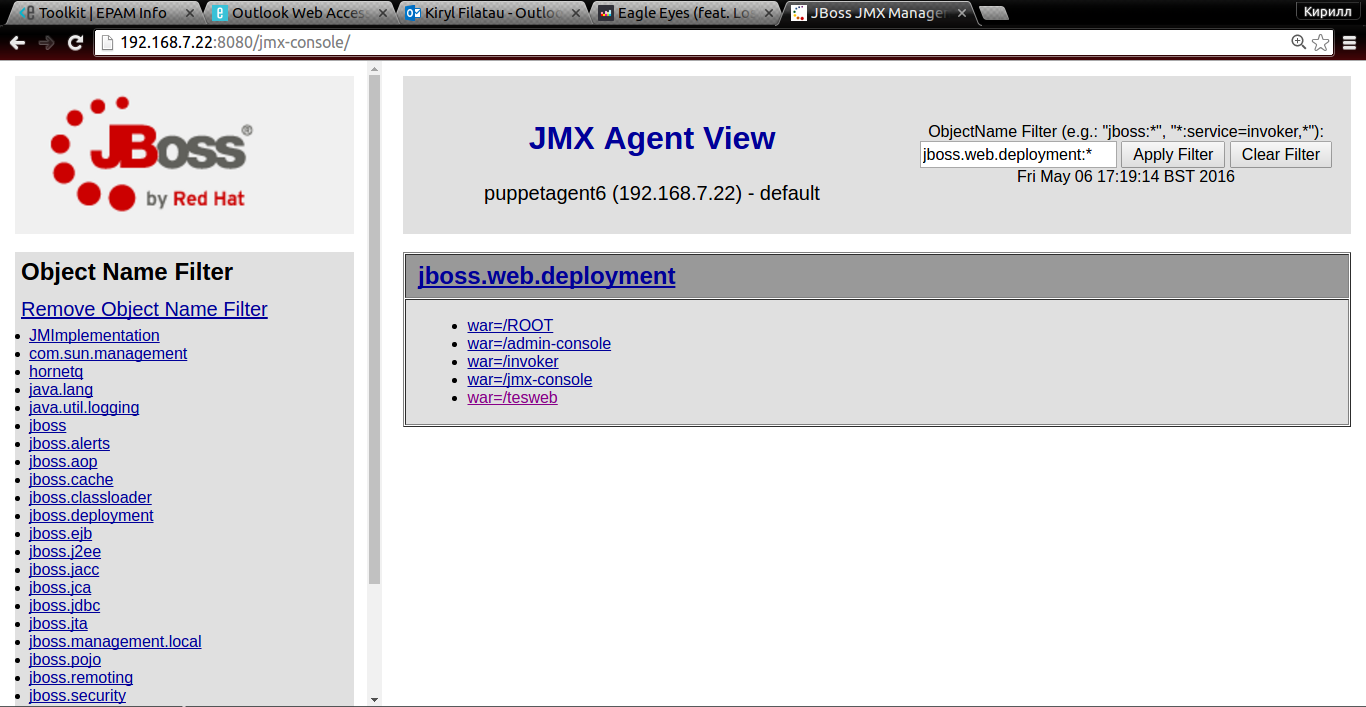 Toolkit | EPAM Info
Outlook Web Acces
Kiryl Filatau - Outlo
Eagle Eyes (feat. Lo
JBoss JMX Manage
Кирилл
192.168.7.22:8080/jmx-console/
JBoss®
by Red Hat
JMX Agent View
puppetagent6 (192.168.7.22) - default
ObjectName Filter (e.g.: "jboss:*", "*:service=invoker,*"):
jboss.web.deployment:* Apply Filter Clear Filter
Fri May 06 17:19:14 BST 2016
Object Name Filter
Remove Object Name Filter
JMImplementation
com.sun.management
hornetq
java.lang
java.util.logging
jboss
jboss.alerts
jboss.aop
jboss.cache
jboss.classloader
jboss.deployment
jboss.ejb
jboss.j2ee
jboss.jacc
jboss.jca
jboss.jdbc
jboss.jta
jboss.management.local
jboss.pojo
jboss.remoting
jboss.security
jboss.web.deployment
war=/ROOT
war=/admin-console
war=/invoker
war=/jmx-console
war=/tesweb